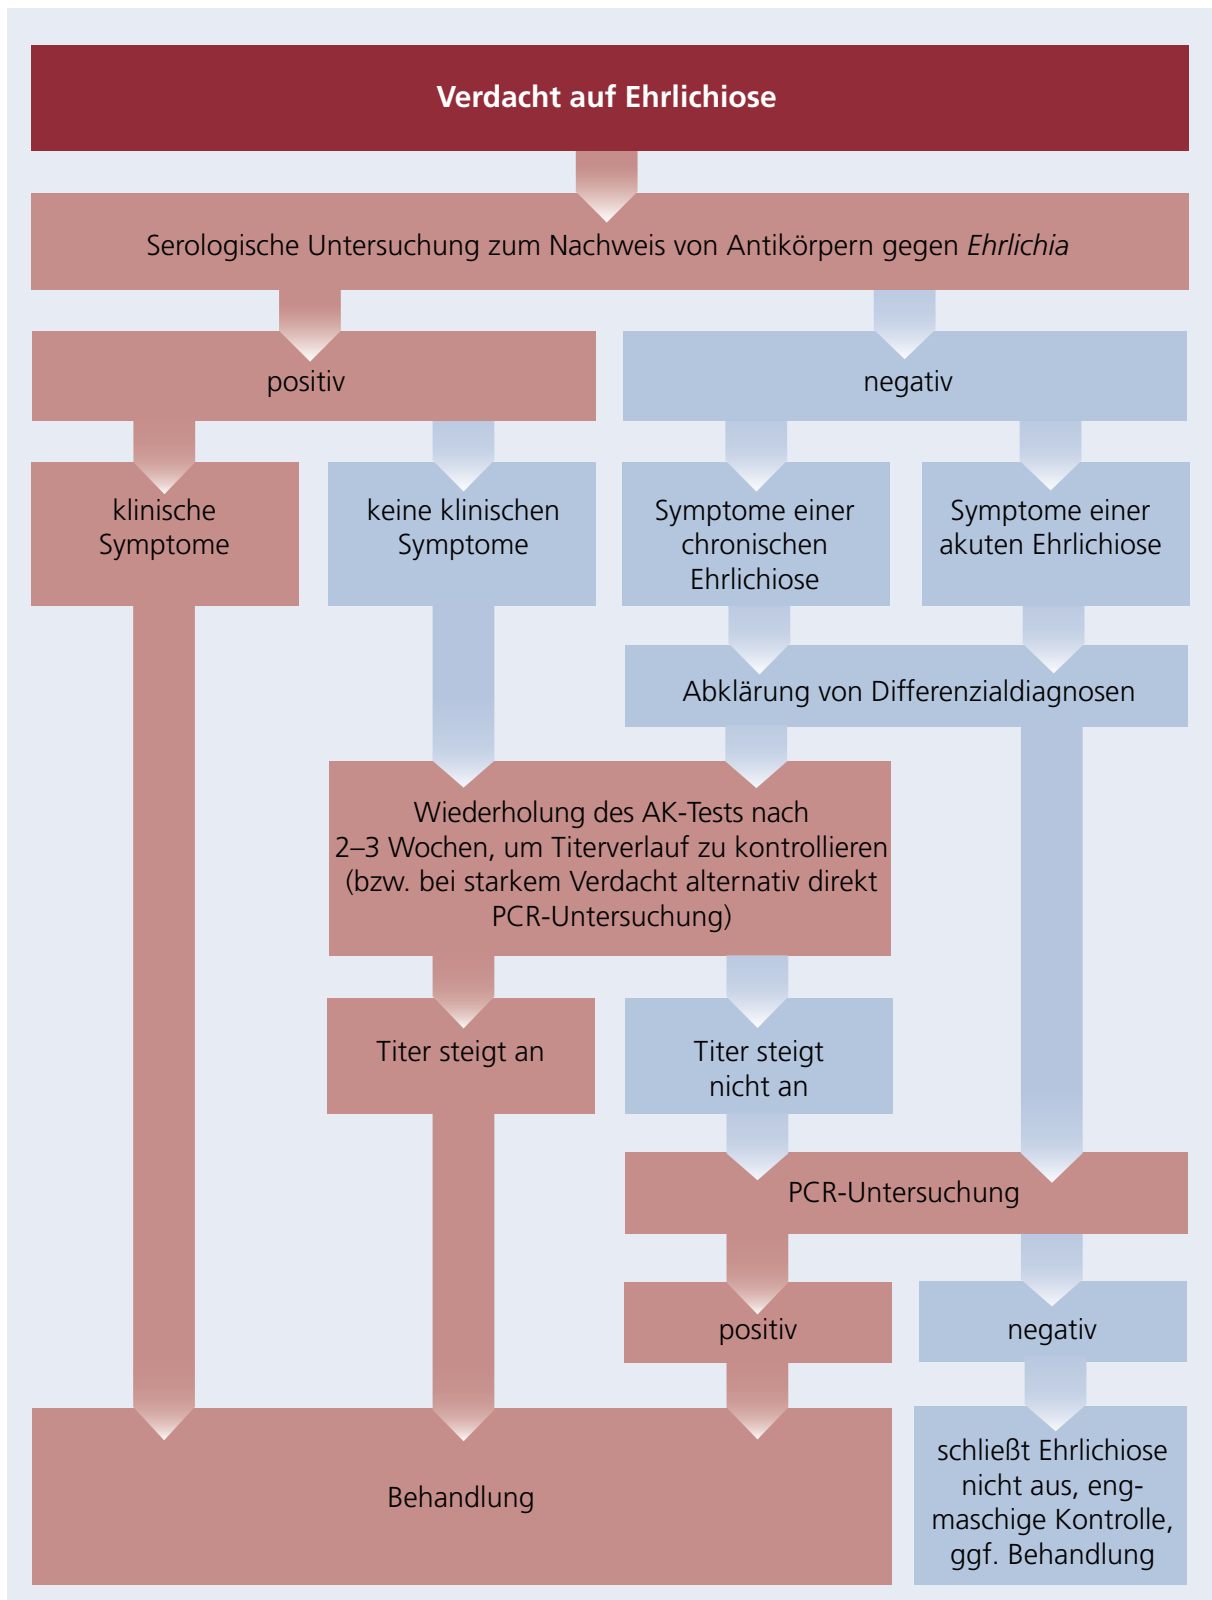 Verdacht auf Ehrlichiose
Serologische Untersuchung zum Nachweis von Antikörpern gegen Ehrlichia
positiv
negativ
klinische
Symptome
keine klinischen
Symptome
Symptome einer
chronischen
Ehrlichiose
Symptome einer
akuten Ehrlichiose
Abklärung von Differenzialdiagnosen
Wiederholung des AK-Tests nach
2–3 Wochen, um Titerverlauf zu kontrollieren
(bzw. bei starkem Verdacht alternativ direkt
PCR-Untersuchung)
Titer steigt an
Titer steigt
nicht an
PCR-Untersuchung
positiv
negativ
Behandlung
schließt Ehrlichiose
nicht aus, eng-
maschige Kontrolle,
ggf. Behandlung